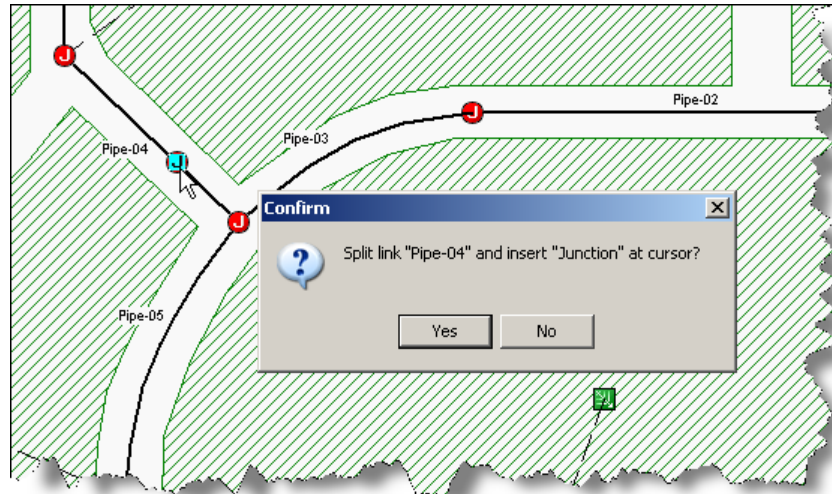 J
Pipe-02
J
Pipe-03
Pipe-04
J
J
Confirm
Split link "Pipe-04" and insert "Junction" at cursor?
Pipe-05
Yes
No